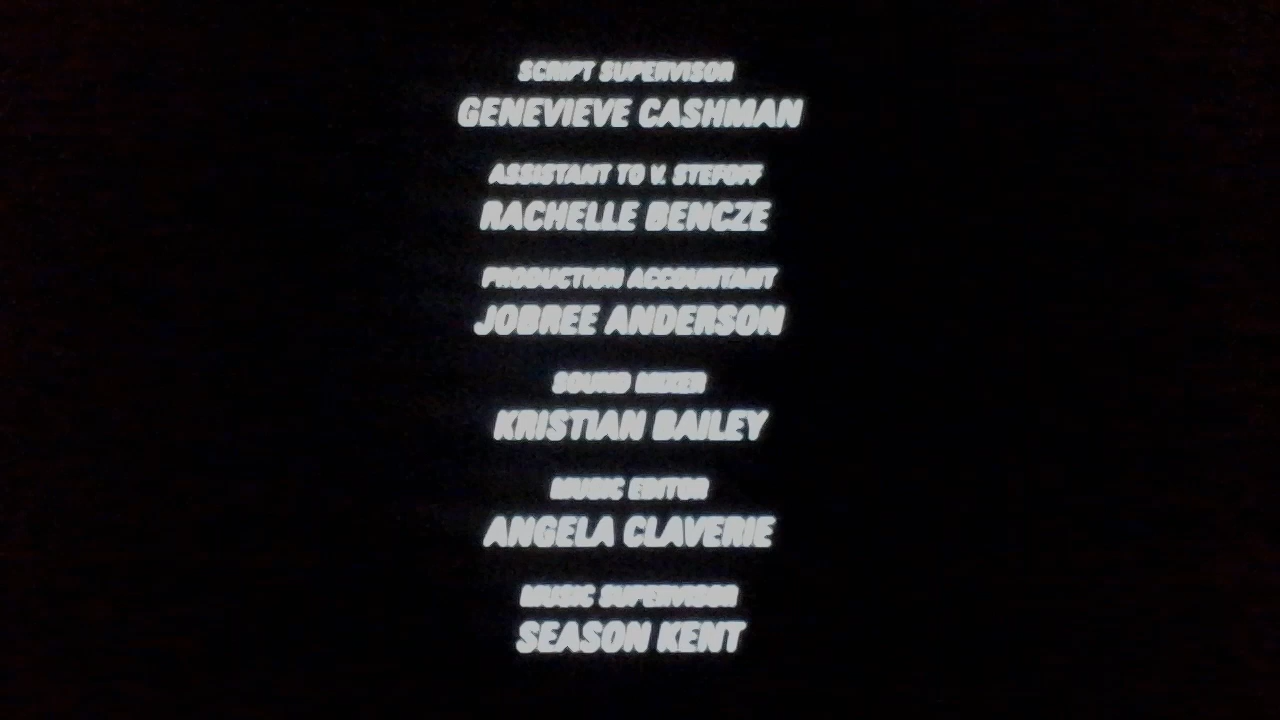 SCRIPT SUPERVISOR
GENEVIEVE CASHMAN
ASSISTANT TO V. STEFOFF
RACHELLE BENCZE
PRODUCTION ACCOUNTANT
JOBREE ANDERSON
SOUND MIXER
KRISTIAN BAILEY
MUSIC EDITOR
ANGELA CLAVERIE
MUSIC SUPERVISOR
SEASON KENT